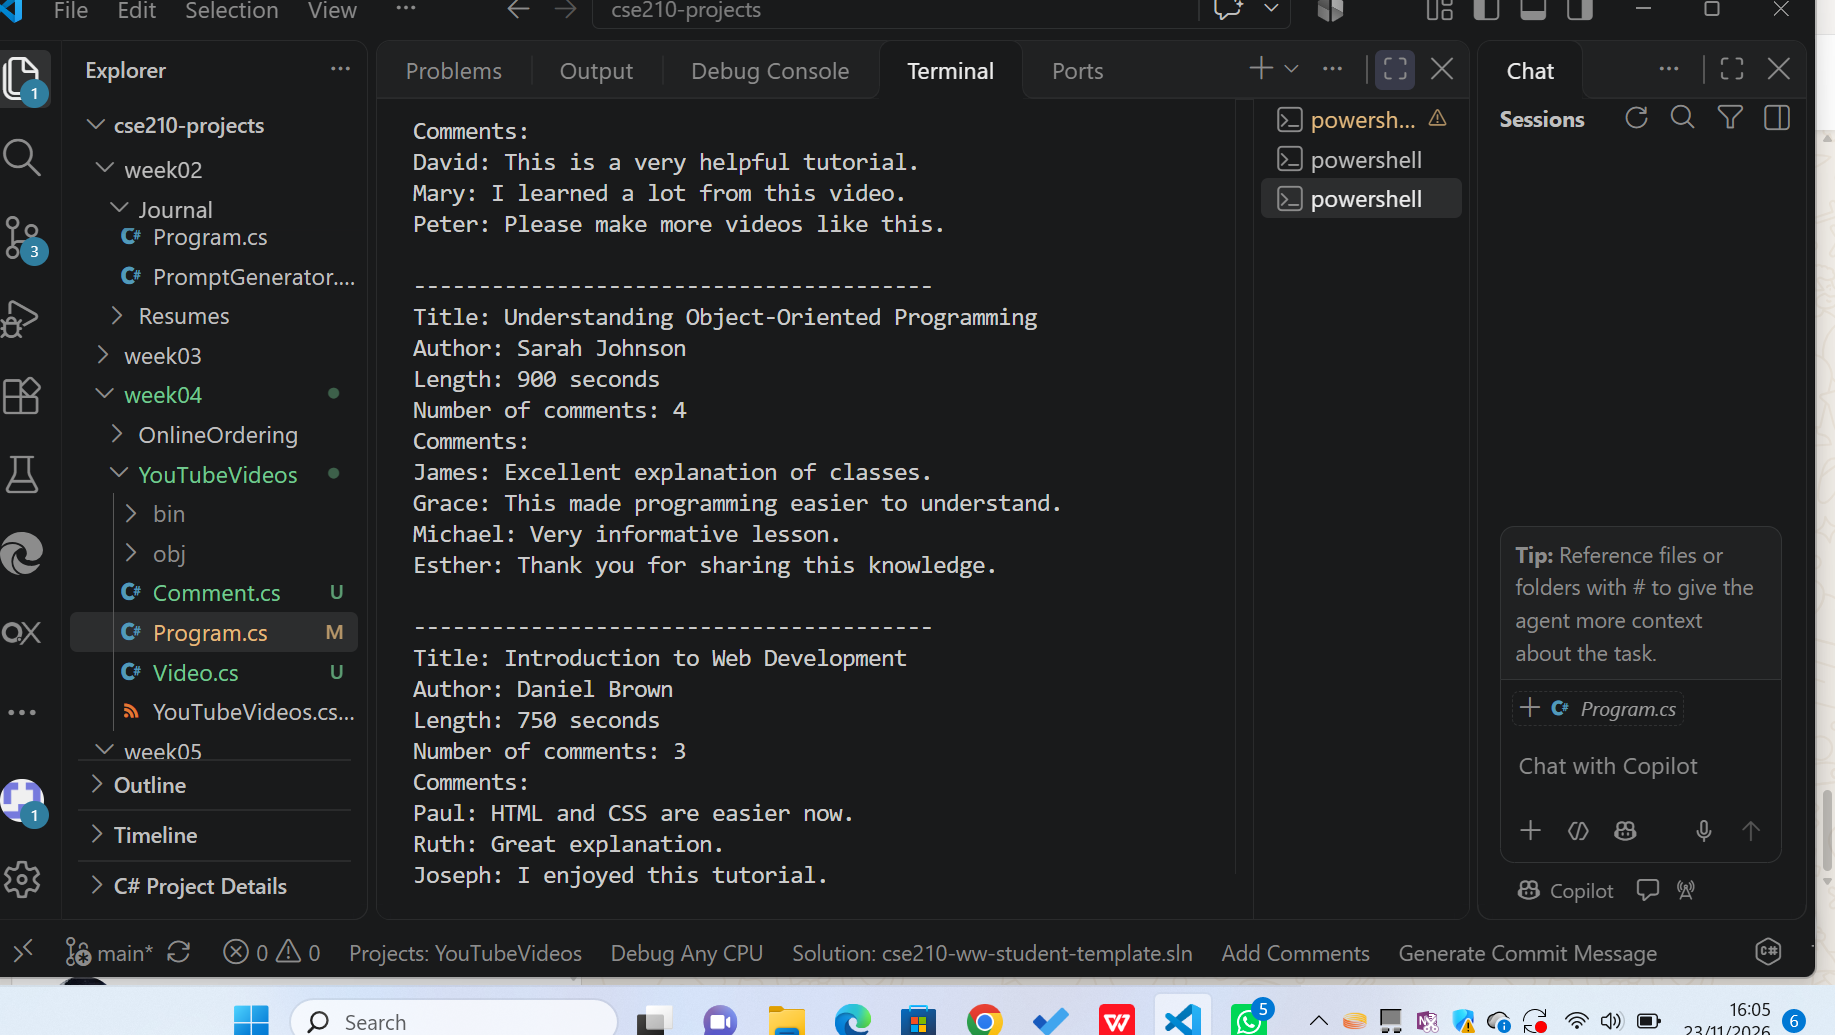 File Edit Selection View ...
cse210-projects
Explorer
1
cse210-projects
week02
Journal
Program.cs
PromptGenerator....
Resumes
3
week03
week04
OnlineOrdering
YouTubeVideos
bin
obj
Comment.cs U
Program.cs M
Video.cs U
YouTubeVideos.cs...
week05
Outline
1
Timeline
C# Project Details
Problems Output Debug Console Terminal Ports
Comments:
David: This is a very helpful tutorial.
Mary: I learned a lot from this video.
Peter: Please make more videos like this.
----------------------------------------
Title: Understanding Object-Oriented Programming
Author: Sarah Johnson
Length: 900 seconds
Number of comments: 4
Comments:
James: Excellent explanation of classes.
Grace: This made programming easier to understand.
Michael: Very informative lesson.
Esther: Thank you for sharing this knowledge.
----------------------------------------
Title: Introduction to Web Development
Author: Daniel Brown
Length: 750 seconds
Number of comments: 3
Comments:
Paul: HTML and CSS are easier now.
Ruth: Great explanation.
Joseph: I enjoyed this tutorial.
powersh...
powershell
powershell
Chat
Sessions
Tip: Reference files or
folders with # to give the
agent more context
about the task.
Program.cs
Chat with Copilot
Copilot
main* 0 0 Projects: YouTubeVideos Debug Any CPU Solution: cse210-ww-student-template.sln Add Comments Generate Commit Message
Search
5
16:05
23/11/2026
6